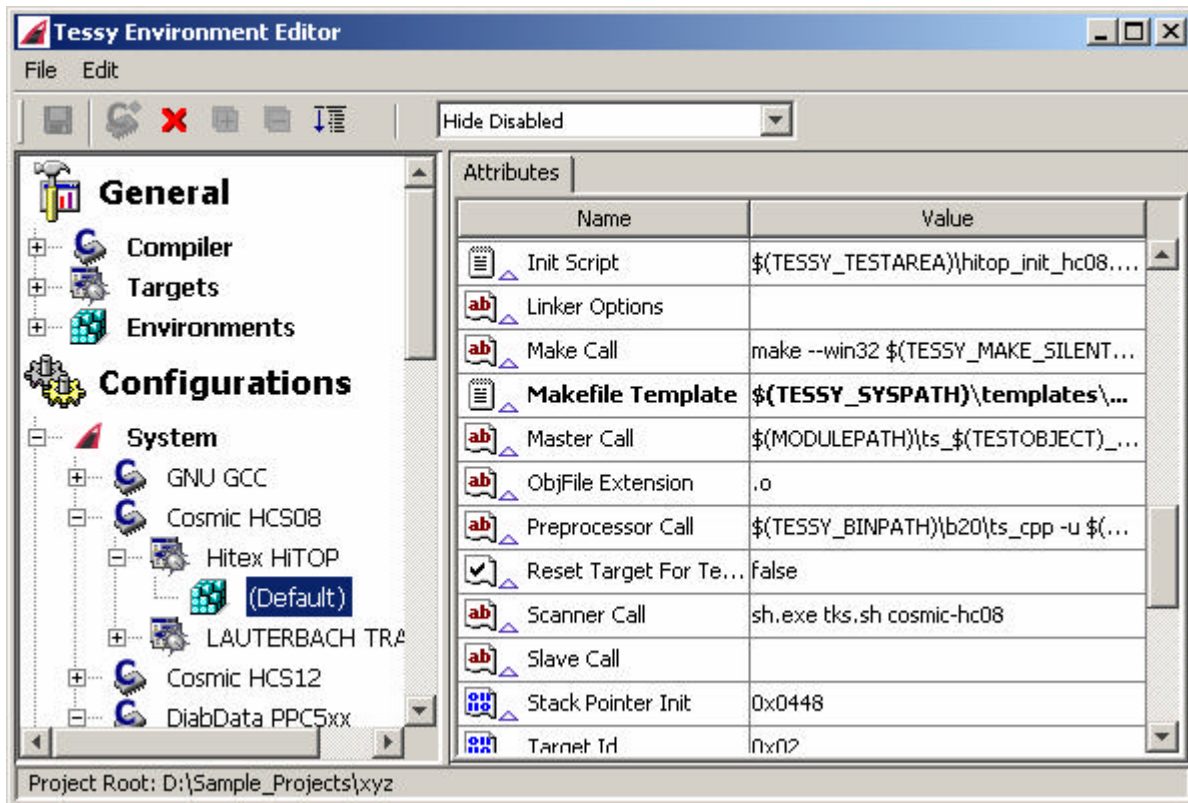 Tessy Environment Editor
File Edit
Hide Disabled
General
Compiler
Targets
Environments
Configurations
System
GNU GCC
Cosmic HCS08
Hitex HiTOP
(Default)
LAUTERBACH TRA
Cosmic HCS12
DiabData PPC5xx
Attributes
Name Value
Init Script $(TESSY_TESTAREA)\hitop_init_hc08....
Linker Options
Make Call make --win32 $(TESSY_MAKE_SILENT...
Makefile Template $(TESSY_SYSPATH)\templates\...
Master Call $(MODULEPATH)\ts_$(TESTOBJECT)_...
ObjFile Extension .o
Preprocessor Call $(TESSY_BINPATH)\b20\ts_cpp -u $(...
Reset Target For Te... false
Scanner Call sh.exe tks.sh cosmic-hc08
Slave Call
Stack Pointer Init 0x0448
Target Id 0x02
Project Root: D:\Sample_Projects\xyz